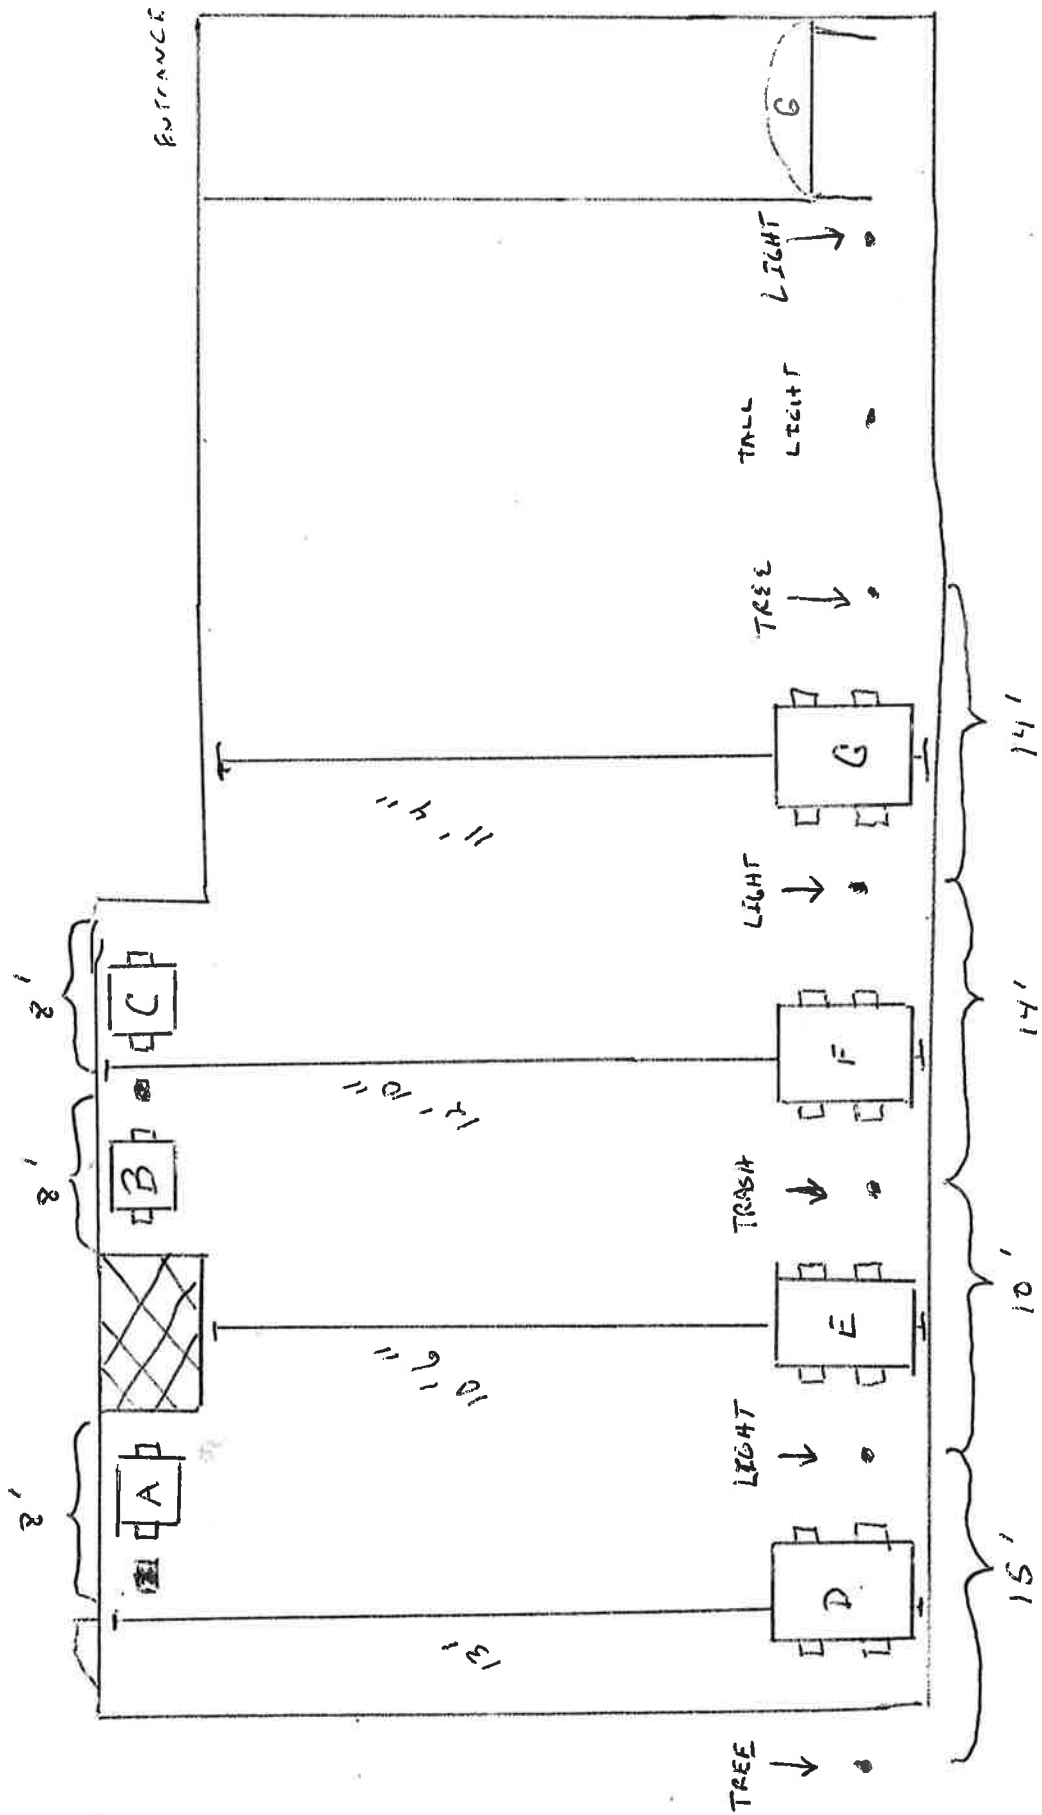 ENTRANCE
8'
8'
8'
A
B
C
13'
10' 6"
12' 10"
11' 4"
TREE
LIGHT
TRASH
LIGHT
TREE
TALL
LIGHT
LIGHT
D
E
F
G
G
15'
10'
14'
14'